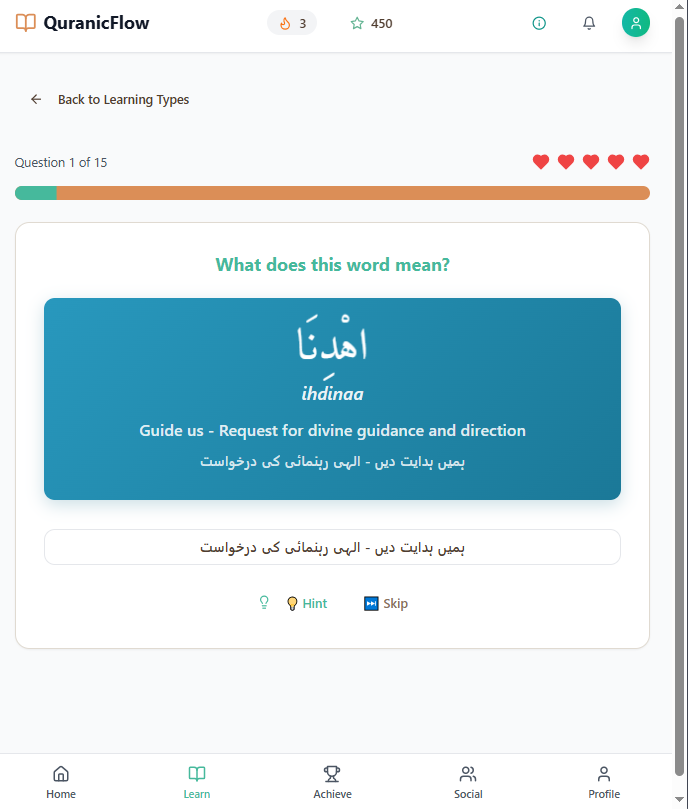 QuranicFlow
3
450
Back to Learning Types
Question 1 of 15
What does this word mean?
اهْدِنَا
ihdinaa
Guide us - Request for divine guidance and direction
ہمیں ہدایت دیں - الہی رہنمائی کی درخواست
ہمیں ہدایت دیں - الہی رہنمائی کی درخواست
Hint
Skip
Home
Learn
Achieve
Social
Profile